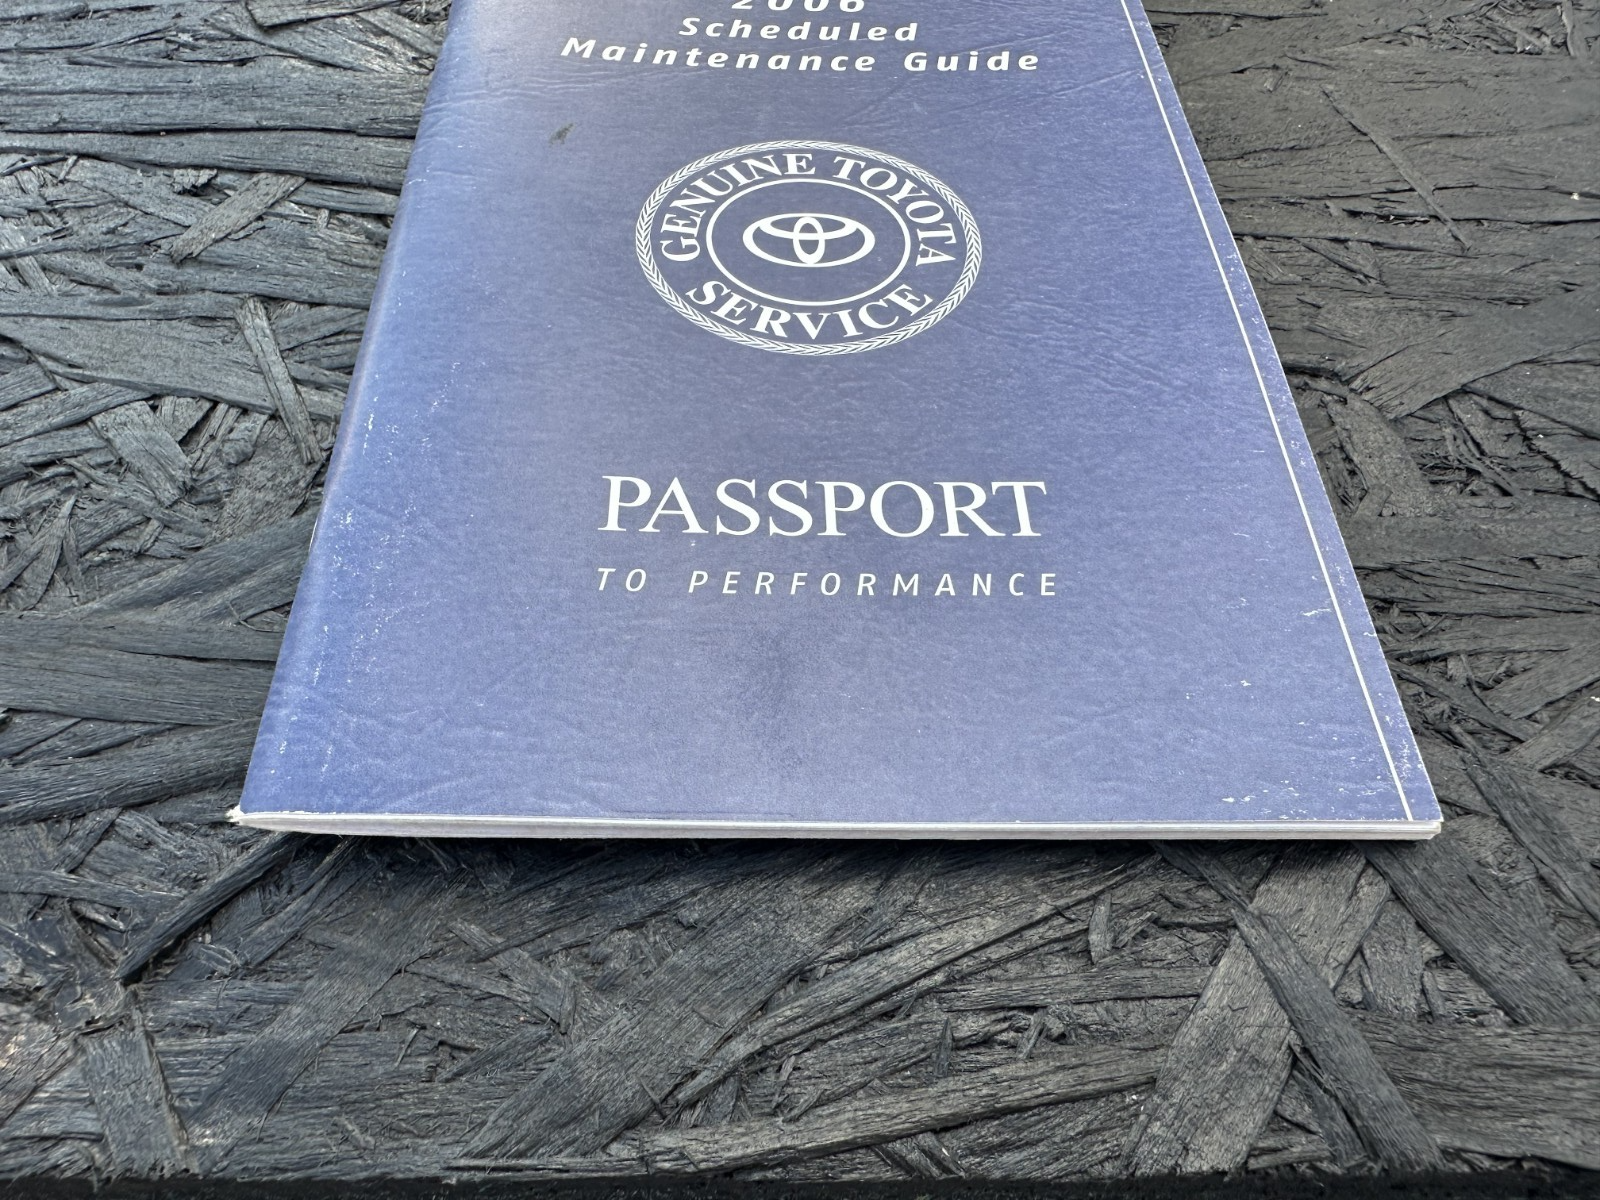 2006
Scheduled
Maintenance Guide
GENUINE TOYOTA
SERVICE
PASSPORT
TO PERFORMANCE